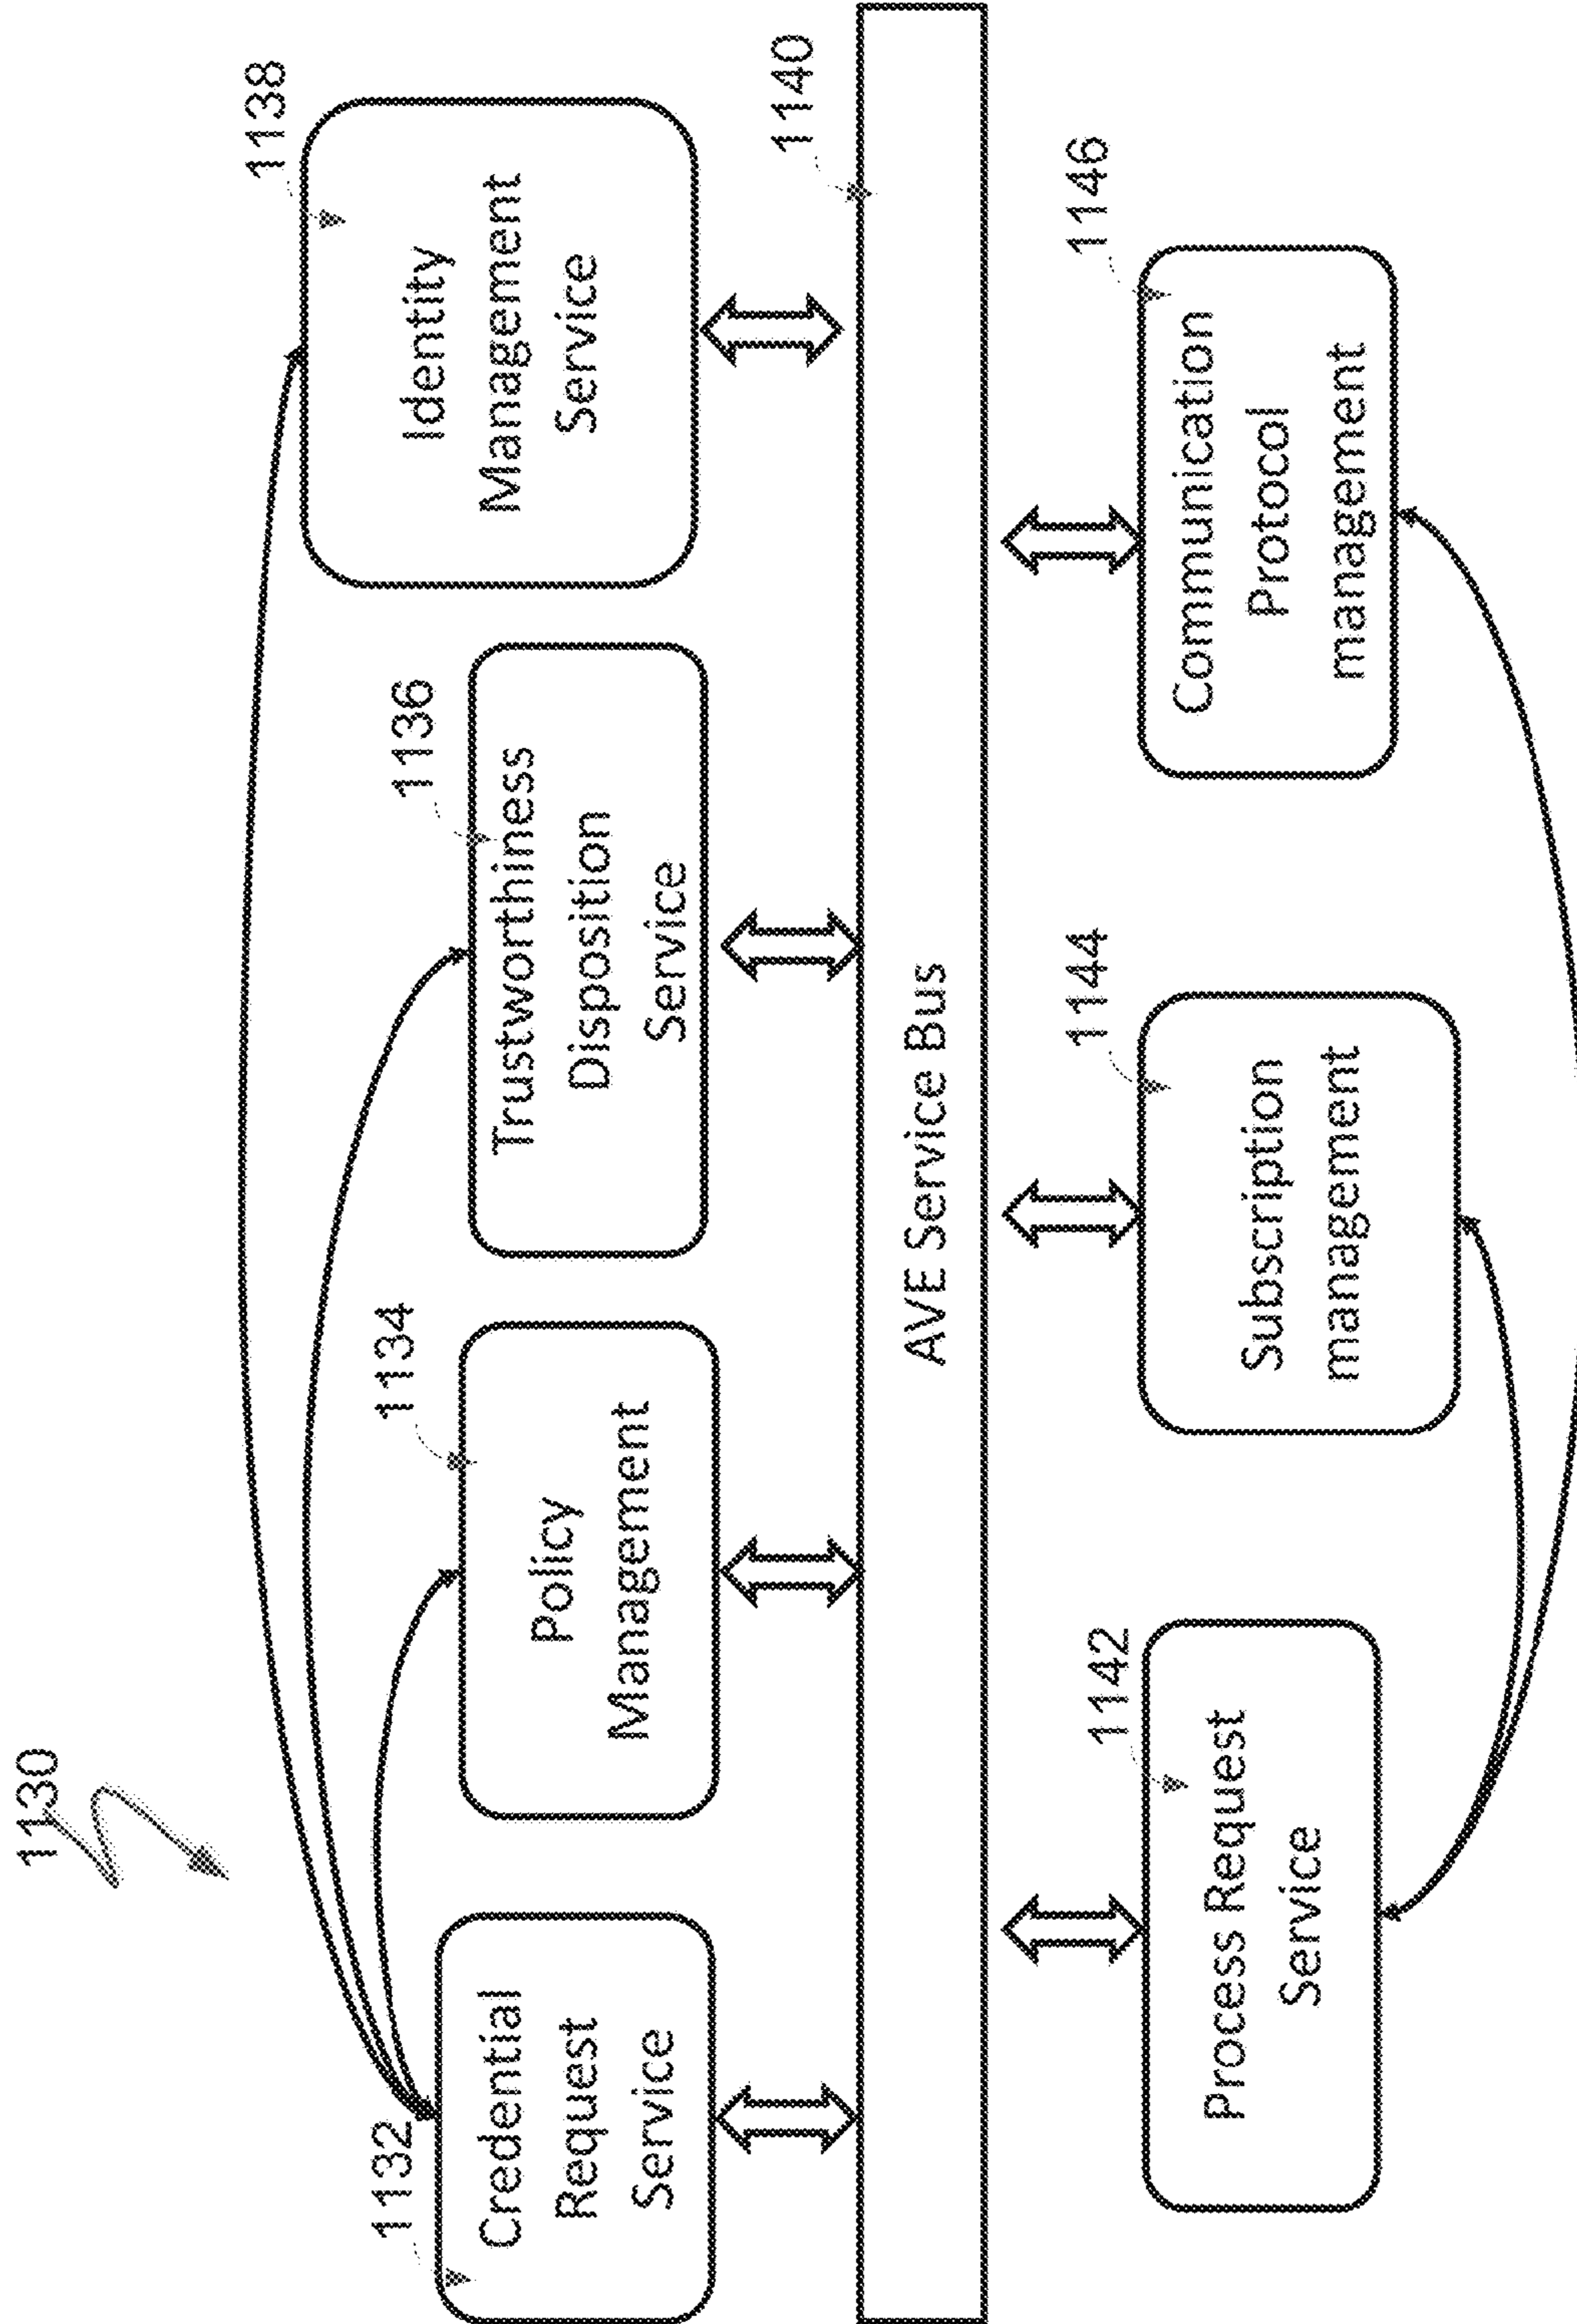 1130
1132
Credential
Request
Service
1134
Policy
Management
1136
Trustworthiness
Disposition
Service
1138
Identity
Management
Service
1140
AVE Service Bus
1142
Process Request
Service
1144
Subscription
management
1146
Communication
Protocol
management